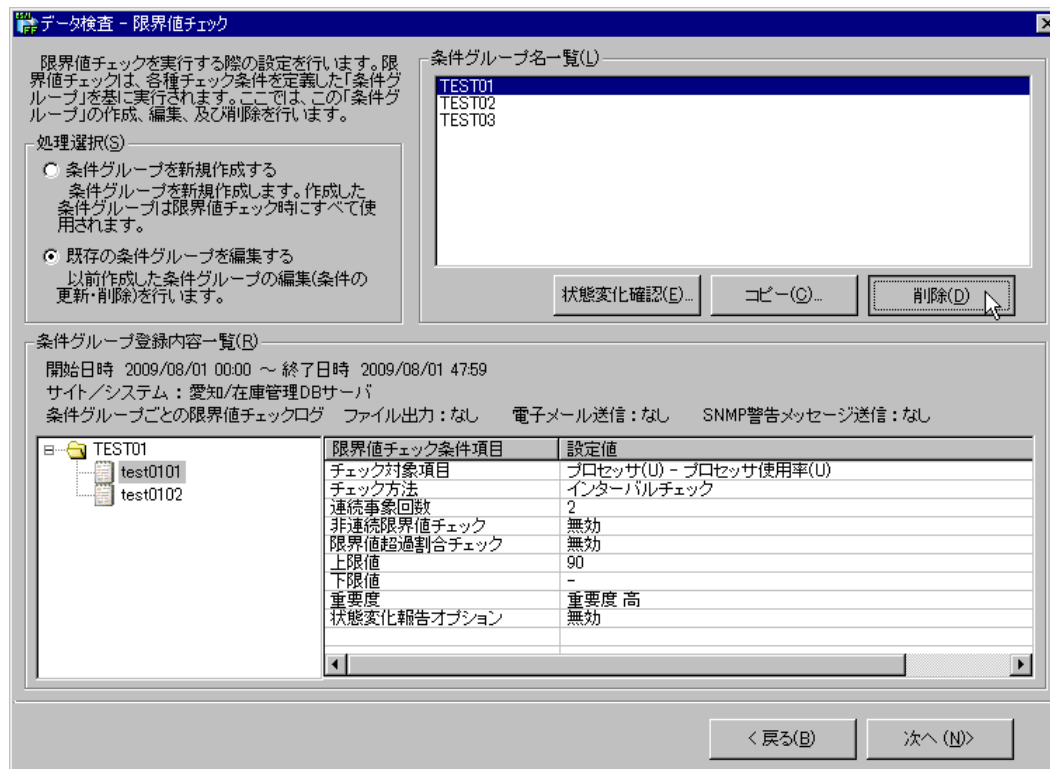 データ検査 - 限界値チェック
限界値チェックを実行する際の設定を行います。限
界値チェックは、各種チェック条件を定義した「条件グ
ループ」を基に実行されます。ここでは、この「条件グ
ループ」の作成、編集、及び削除を行います。
処理選択(S)
条件グループを新規作成する
条件グループを新規作成します。作成した
条件グループは限界値チェック時にすべて使
用されます。
既存の条件グループを編集する
以前作成した条件グループの編集(条件の
更新・削除)を行います。
条件グループ名一覧(L)
TEST01
TEST02
TEST03
状態変化確認(E)...
コピー(C)...
削除(D)
条件グループ登録内容一覧(R)
開始日時 2009/08/01 00:00 ～ 終了日時 2009/08/01 47:59
サイト／システム：愛知/在庫管理DBサーバ
条件グループごとの限界値チェックログ ファイル出力：なし 電子メール送信：なし SNMP警告メッセージ送信：なし
TEST01
test0101
test0102
限界値チェック条件項目 設定値
チェック対象項目 プロセッサ(U) - プロセッサ使用率(U)
チェック方法 インターバルチェック
連続事象回数 2
非連続限界値チェック 無効
限界値超過割合チェック 無効
上限値 90
下限値 -
重要度 重要度 高
状態変化報告オプション 無効
< 戻る(B)
次へ (N)>